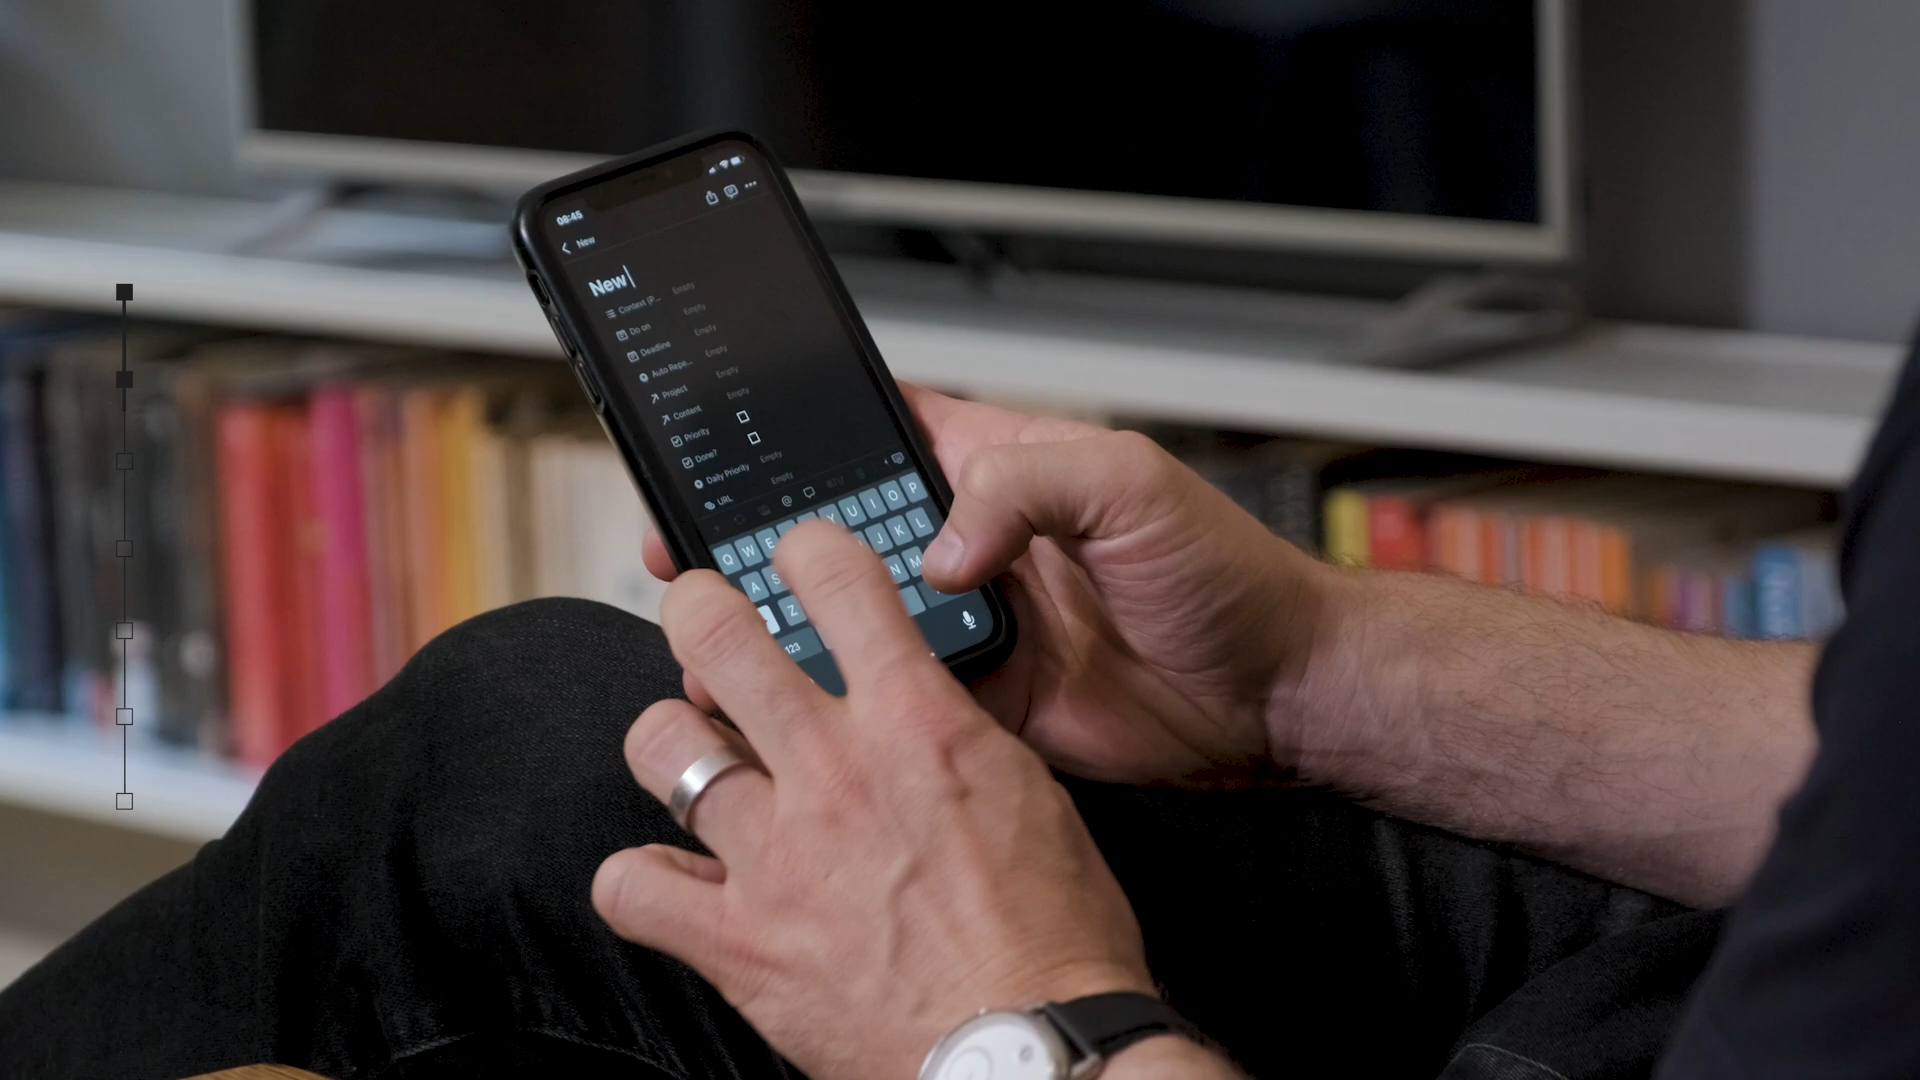 08:45
New
New
Context (P... Empty
Do on Empty
Deadline Empty
Auto Repe... Empty
Project Empty
Content Empty
Priority
Done?
Daily Priority Empty
URL Empty
Q W E Y U I O P
A S J K L
Z N M
123